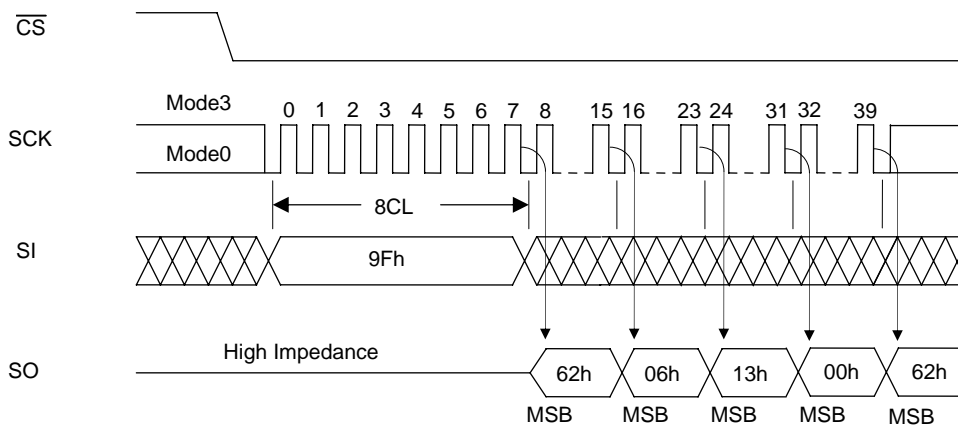 CS
Mode3
0 1 2 3 4 5 6 7 8 15 16 23 24 31 32 39
SCK
Mode0
8CL
SI
9Fh
High Impedance
SO
62h 06h 13h 00h 62h
MSB MSB MSB MSB MSB